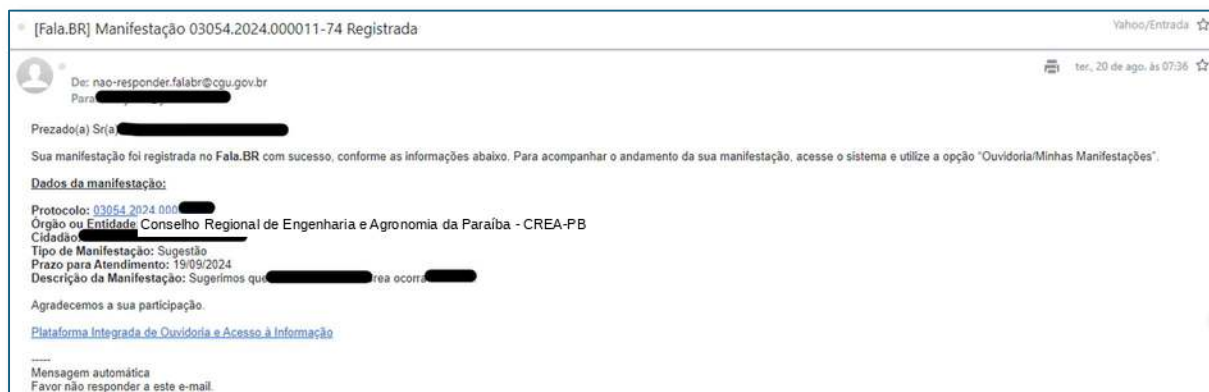 [Fala.BR] Manifestação 03054.2024.000011-74 Registrada
Yahoo/Entrada
De: nao-responder.falabr@cgu.gov.br
ter., 20 de ago. às 07:36
Para
Prezado(a) Sr(a)
Sua manifestação foi registrada no Fala.BR com sucesso, conforme as informações abaixo. Para acompanhar o andamento da sua manifestação, acesse o sistema e utilize a opção "Ouvidoria/Minhas Manifestações".
Dados da manifestação:
Protocolo: 03054.2024.000
Órgão ou Entidade: Conselho Regional de Engenharia e Agronomia da Paraíba - CREA-PB
Cidadão:
Tipo de Manifestação: Sugestão
Prazo para Atendimento: 19/09/2024
Descrição da Manifestação: Sugerimos que rea ocorra
Agradecemos a sua participação.
Plataforma Integrada de Ouvidoria e Acesso à Informação
-----
Mensagem automática
Favor não responder a este e-mail.